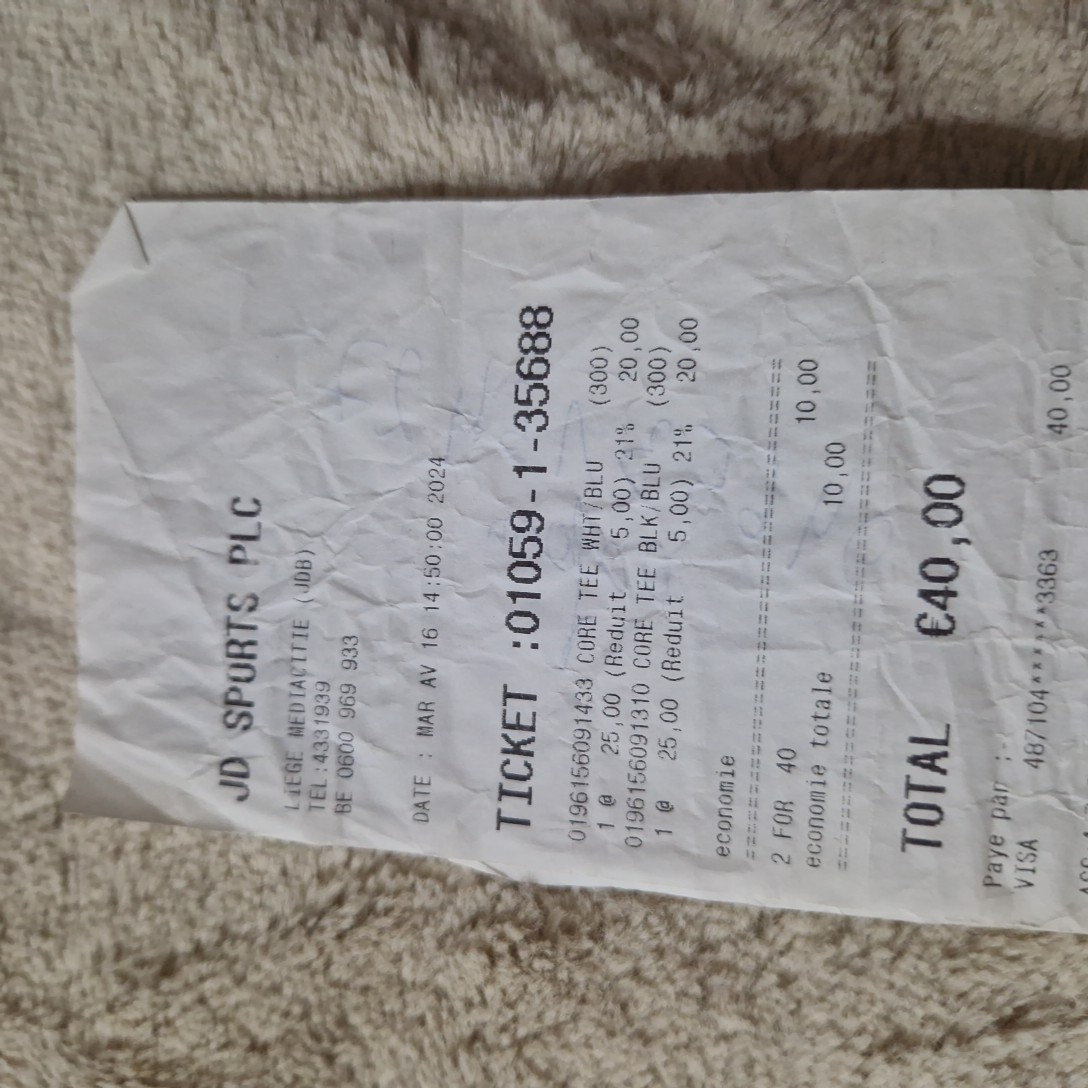 JD SPORTS PLC
LIEGE MEDIACITIE (JDB)
TEL:4331939
BE 0600 969 933
DATE : MAR AV 16 14:50:00 2024
TICKET :01059-1-35688
0196156091433 CORE TEE WHT/BLU (300)
1 @ 25,00 (Reduit 5,00) 21% 20,00
0196156091310 CORE TEE BLK/BLU (300)
1 @ 25,00 (Reduit 5,00) 21% 20,00
economie
==============================
2 FOR 40 10,00
economie totale 10,00
==============================
TOTAL €40,00
Paye par :-
VISA 487104******3363 40,00